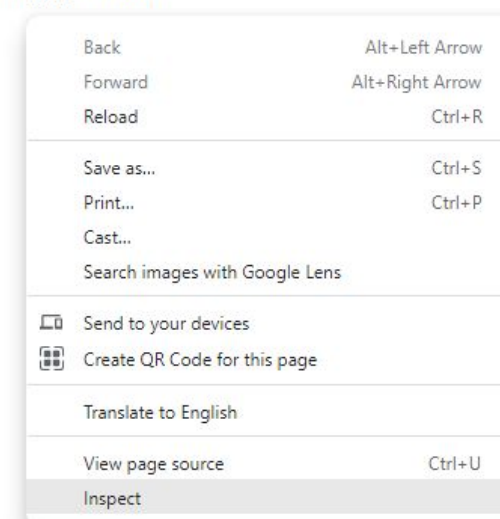 Back Alt+Left Arrow
Forward Alt+Right Arrow
Reload Ctrl+R
Save as... Ctrl+S
Print... Ctrl+P
Cast...
Search images with Google Lens
Send to your devices
Create QR Code for this page
Translate to English
View page source Ctrl+U
Inspect